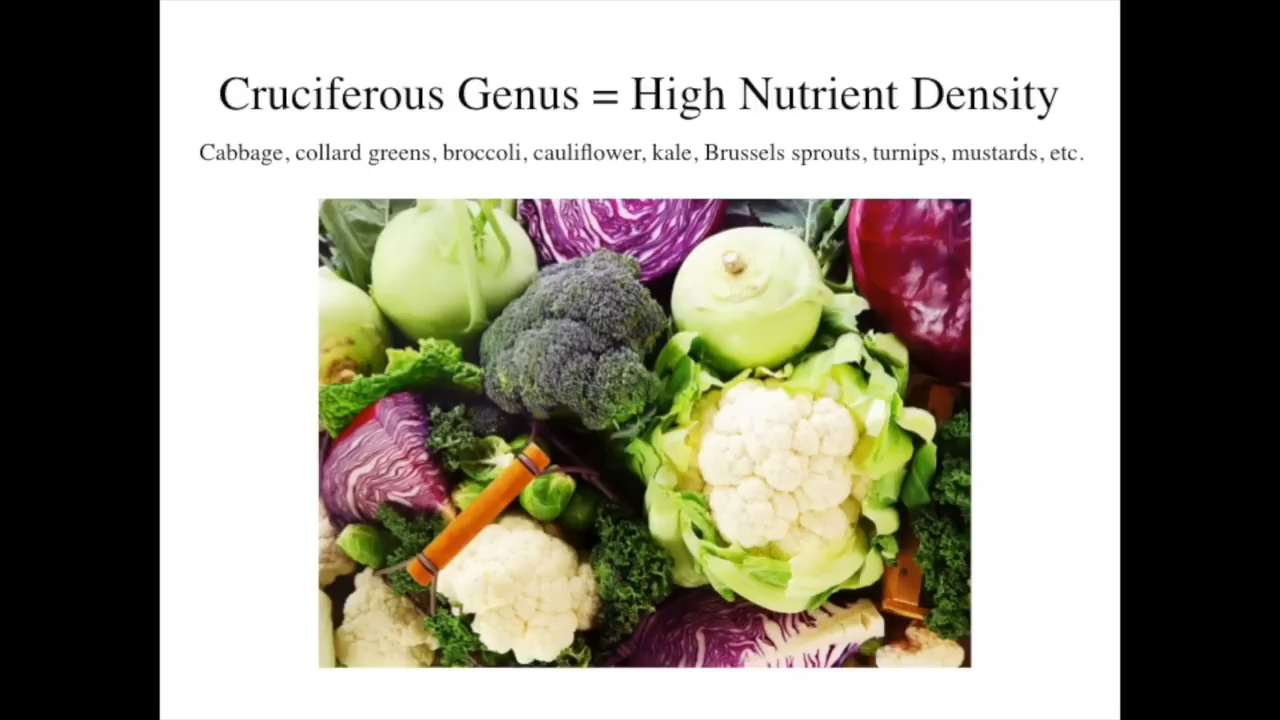 Cruciferous Genus = High Nutrient Density
Cabbage, collard greens, broccoli, cauliflower, kale, Brussels sprouts, turnips, mustards, etc.